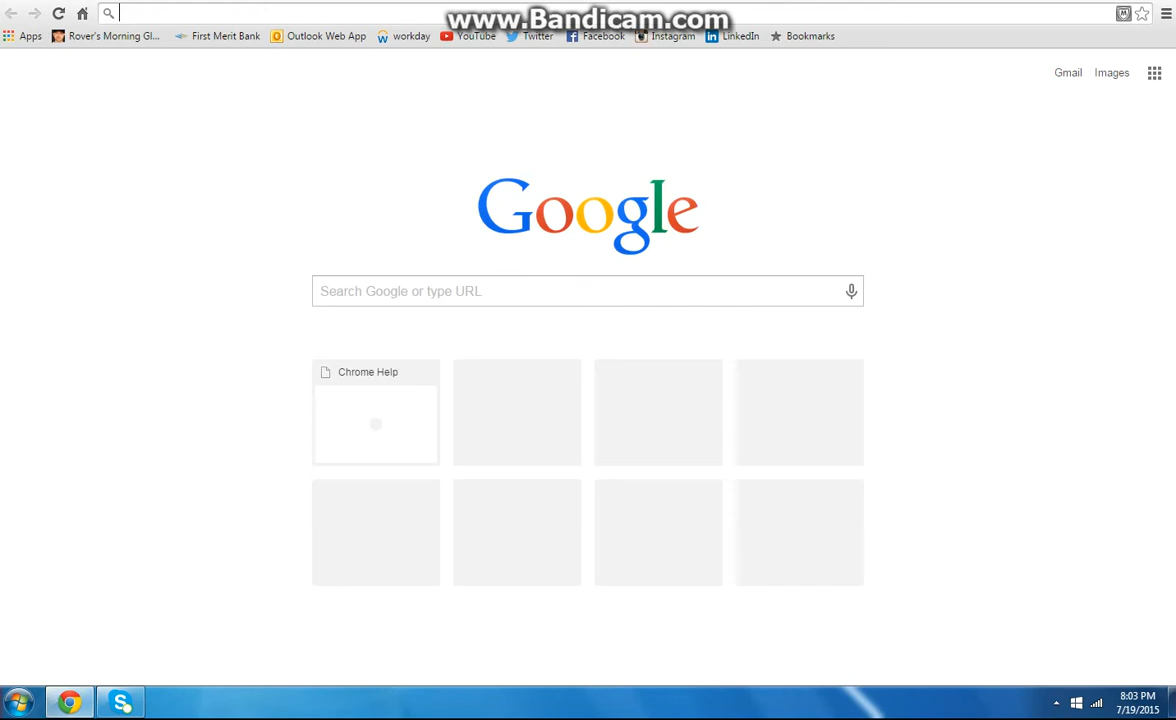 www.Bandicam.com
Apps Rover's Morning Gl... First Merit Bank Outlook Web App workday YouTube Twitter Facebook Instagram LinkedIn Bookmarks
Gmail Images
Google
Search Google or type URL
Chrome Help
8:03 PM
7/19/2015